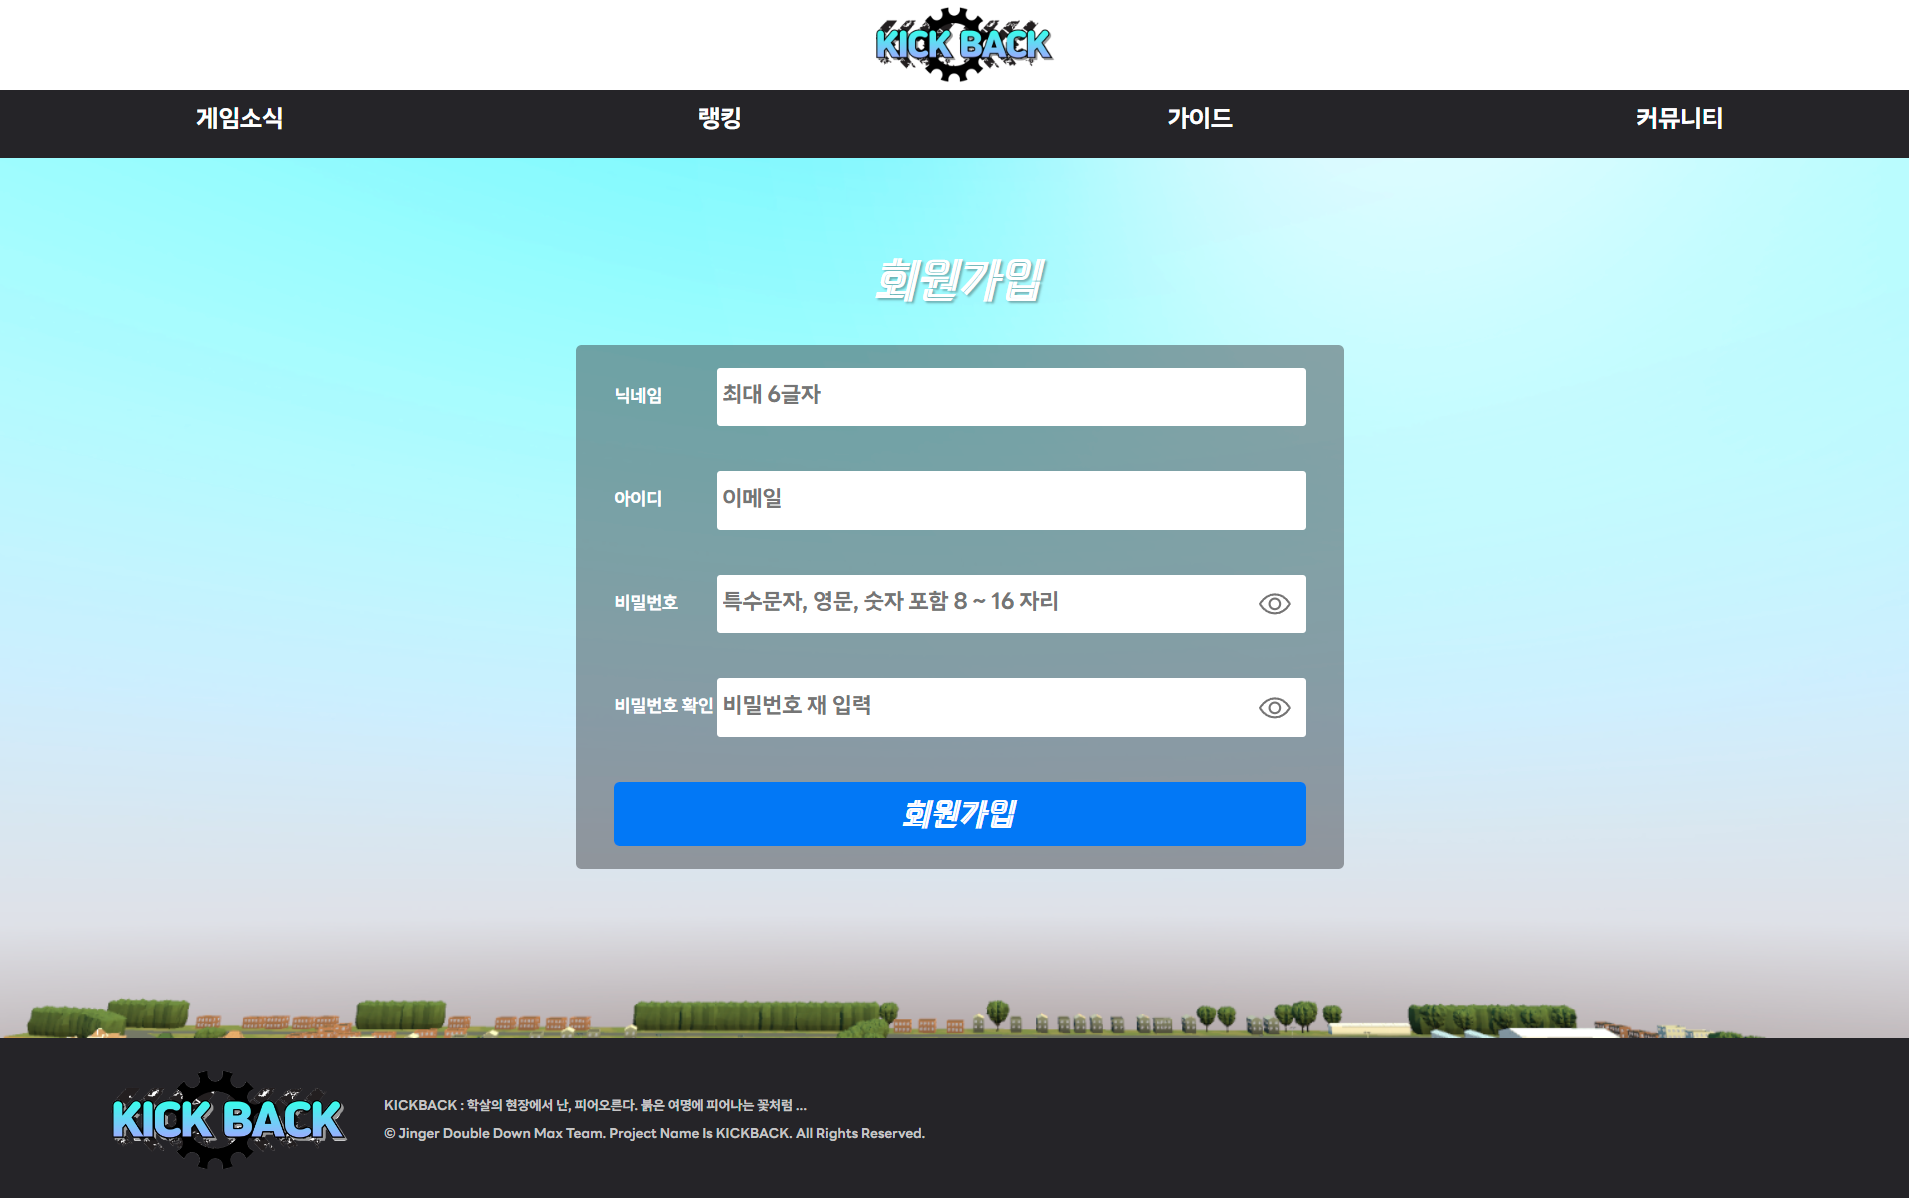 KICK BACK
게임소식 랭킹 가이드 커뮤니티
회원가입
닉네임 최대 6글자
아이디 이메일
비밀번호 특수문자, 영문, 숫자 포함 8 ~ 16 자리
비밀번호 확인 비밀번호 재 입력
회원가입
KICK BACK
KICKBACK : 학살의 현장에서 난, 피어오른다. 붉은 여명에 피어나는 꽃처럼 ...
© Jinger Double Down Max Team. Project Name Is KICKBACK. All Rights Reserved.